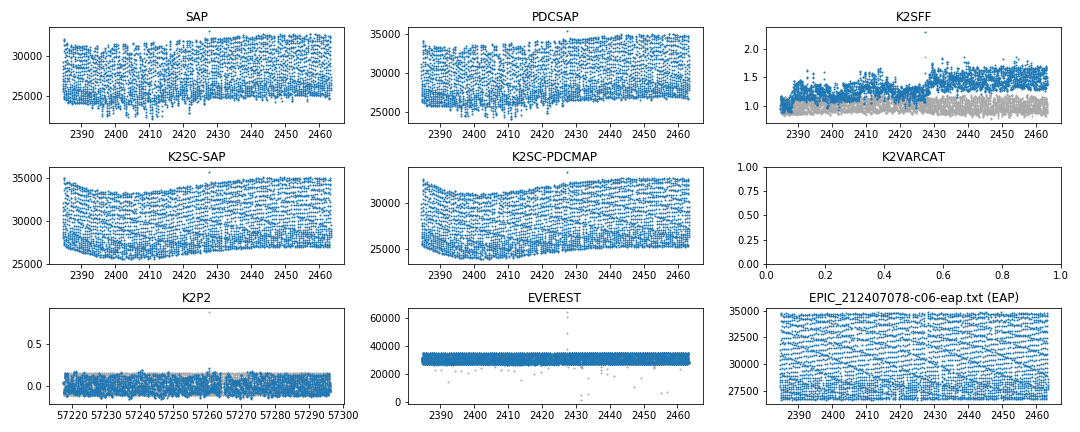 SAP
30000
25000
2390 2400 2410 2420 2430 2440 2450 2460
PDCSAP
35000
30000
25000
2390 2400 2410 2420 2430 2440 2450 2460
K2SFF
2.0
1.5
1.0
2390 2400 2410 2420 2430 2440 2450 2460
K2SC-SAP
35000
30000
25000
2390 2400 2410 2420 2430 2440 2450 2460
K2SC-PDCMAP
30000
25000
2390 2400 2410 2420 2430 2440 2450 2460
K2VARCAT
1.00
0.75
0.50
0.25
0.00
0.0 0.2 0.4 0.6 0.8 1.0
K2P2
0.5
0.0
57220 57230 57240 57250 57260 57270 57280 57290 57300
EVEREST
60000
40000
20000
0
2390 2400 2410 2420 2430 2440 2450 2460
EPIC_212407078-c06-eap.txt (EAP)
35000
32500
30000
27500
2390 2400 2410 2420 2430 2440 2450 2460